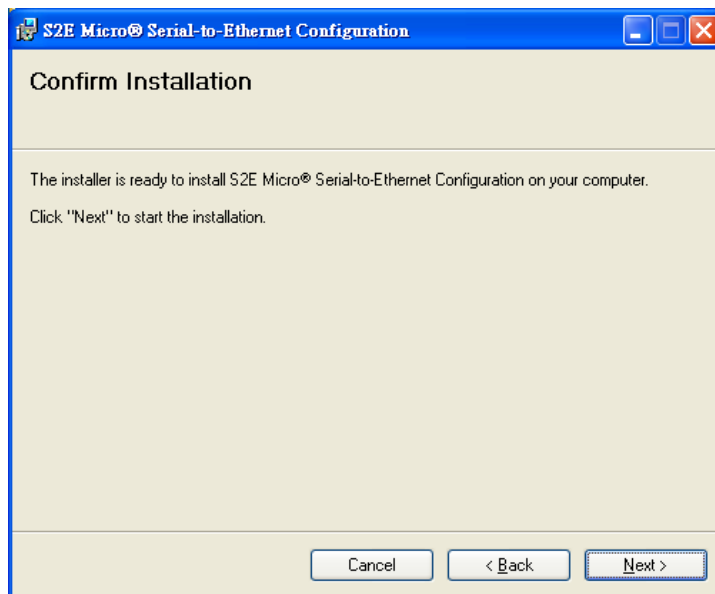 S2E Micro® Serial-to-Ethernet Configuration
Confirm Installation
The installer is ready to install S2E Micro® Serial-to-Ethernet Configuration on your computer.
Click "Next" to start the installation.
Cancel
< Back
Next >